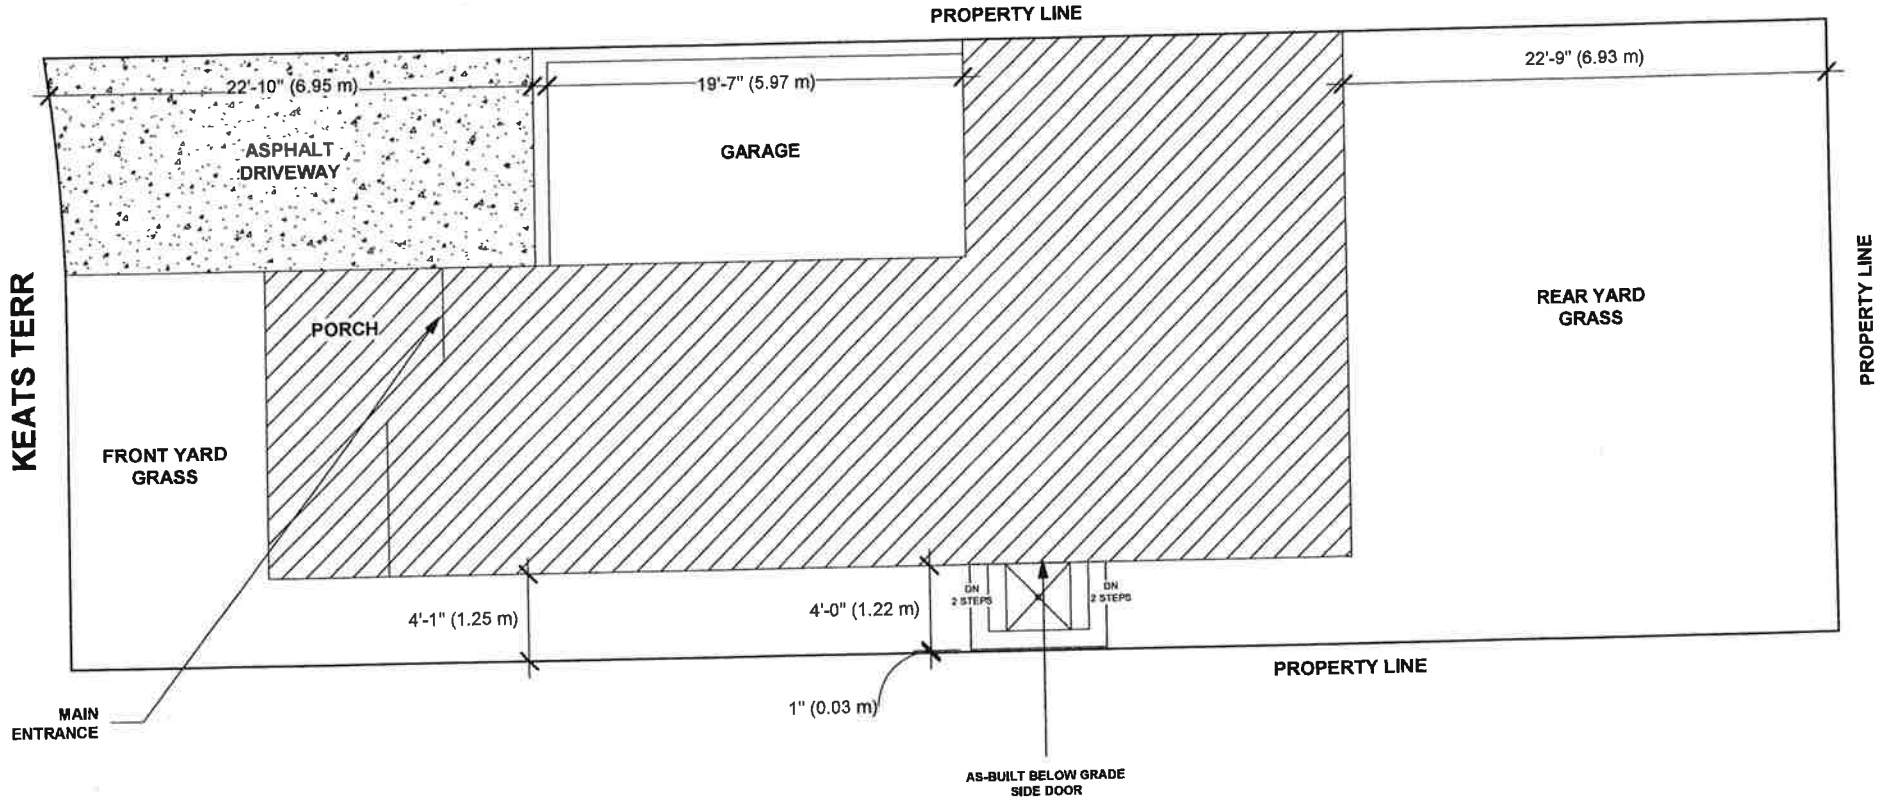 PROPERTY LINE
22'-10" (6.95 m)
19'-7" (5.97 m)
22'-9" (6.93 m)
ASPHALT
DRIVEWAY
GARAGE
KEATS TERR
PORCH
REAR YARD
GRASS
PROPERTY LINE
FRONT YARD
GRASS
4'-1" (1.25 m)
4'-0" (1.22 m)
DN
2 STEPS
DN
2 STEPS
PROPERTY LINE
1" (0.03 m)
MAIN
ENTRANCE
AS-BUILT BELOW GRADE
SIDE DOOR